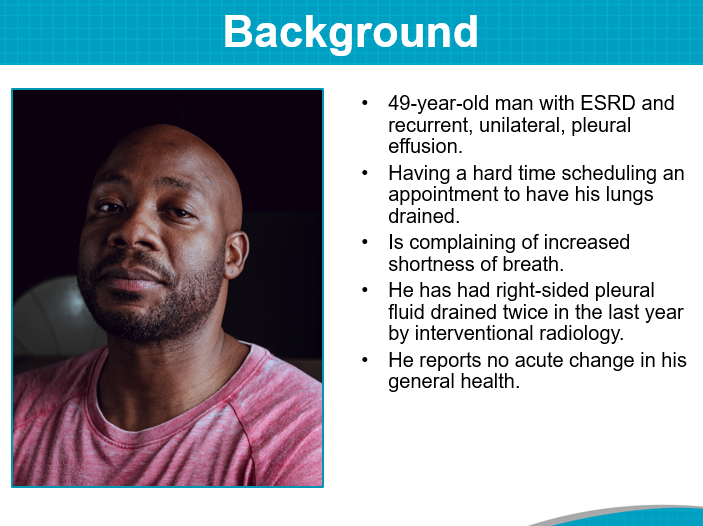 Background
• 49-year-old man with ESRD and
recurrent, unilateral, pleural
effusion.
• Having a hard time scheduling an
appointment to have his lungs
drained.
• Is complaining of increased
shortness of breath.
• He has had right-sided pleural
fluid drained twice in the last year
by interventional radiology.
• He reports no acute change in his
general health.